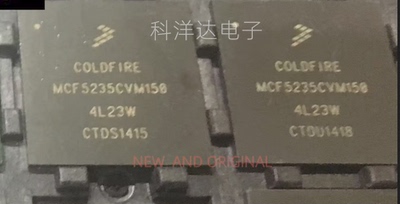 科洋达电子
COLDFIRE
MCF5235CVM150
4L23W
CTDS1415
COLDFIRE
MCF5235CVM150
4L23W
CTDU1418
NEW AND ORIGINAL